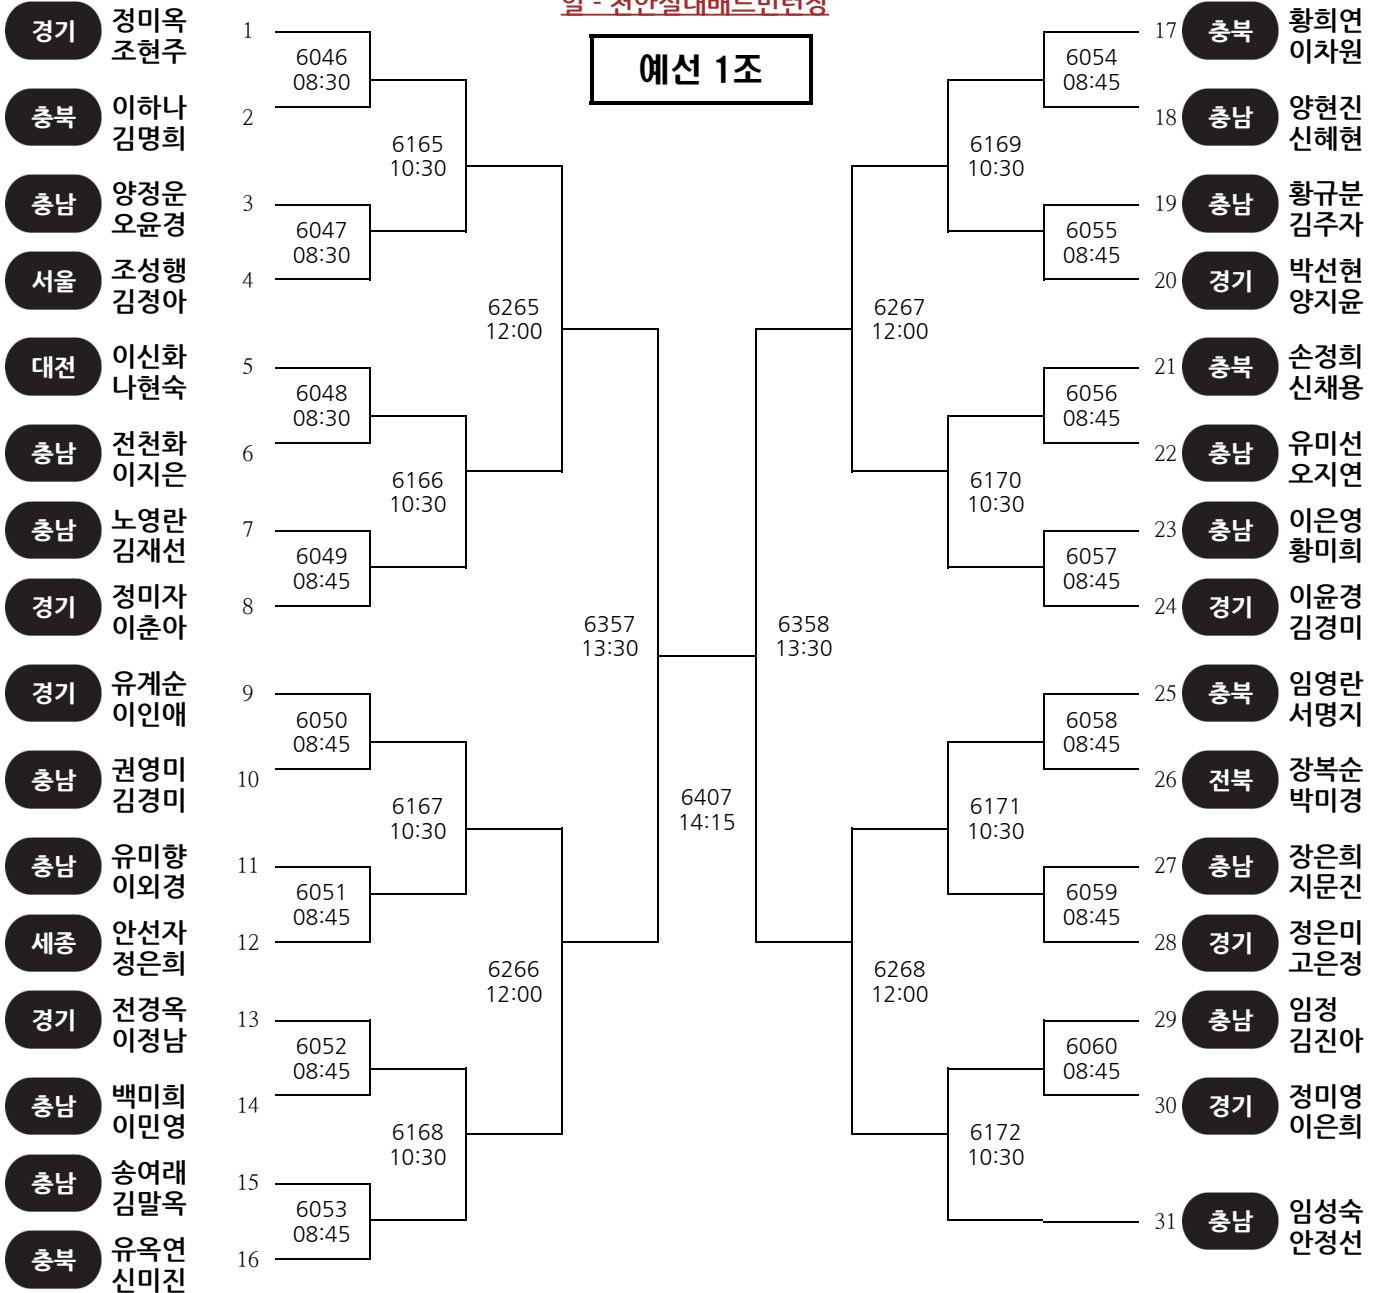 일 - 천안실내배드민턴장
예선 1조
경기 정미옥 조현주 1
6046 08:30
충북 이하나 김명희 2
6165 10:30
충남 양정운 오윤경 3
6047 08:30
서울 조성행 김정아 4
6265 12:00
대전 이신화 나현숙 5
6048 08:30
충남 전천화 이지은 6
6166 10:30
충남 노영란 김재선 7
6049 08:45
경기 정미자 이춘아 8
6357 13:30
경기 유계순 이인애 9
6050 08:45
충남 권영미 김경미 10
6167 10:30
충남 유미향 이외경 11
6051 08:45
세종 안선자 정은희 12
6266 12:00
경기 전경옥 이정남 13
6052 08:45
충남 백미희 이민영 14
6168 10:30
충남 송여래 김말옥 15
6053 08:45
충북 유옥연 신미진 16
6407 14:15
17 충북 황희연 이차원
6054 08:45
18 충남 양현진 신혜현
6169 10:30
19 충남 황규분 김주자
6055 08:45
20 경기 박선현 양지윤
6267 12:00
21 충북 손정희 신채용
6056 08:45
22 충남 유미선 오지연
6170 10:30
23 충남 이은영 황미희
6057 08:45
24 경기 이윤경 김경미
6358 13:30
25 충북 임영란 서명지
6058 08:45
26 전북 장복순 박미경
6171 10:30
27 충남 장은희 지문진
6059 08:45
28 경기 정은미 고은정
6268 12:00
29 충남 임정 김진아
6060 08:45
30 경기 정미영 이은희
6172 10:30
31 충남 임성숙 안정선